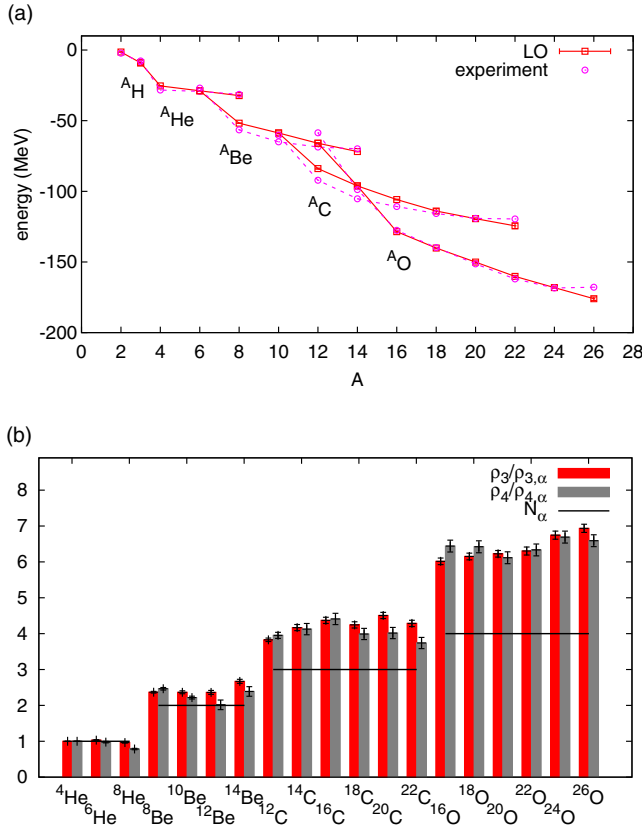 (a)
0
-50
-100
-150
-200
energy (MeV)
LO
experiment
ᴬH
ᴬHe
ᴬBe
ᴬC
ᴬO
0 2 4 6 8 10 12 14 16 18 20 22 24 26 28
A
(b)
8
7
6
5
4
3
2
1
0
ρ₃/ρ₃,α
ρ₄/ρ₄,α
Nα
⁴He ⁸He ¹⁰Be ¹⁴Be ¹⁴C ¹⁸C ²²C ¹⁸O ²²O ²⁶O
⁶He ⁸Be ¹²Be ¹²C ¹⁶C ²⁰C ¹⁶O ²⁰O ²⁴O